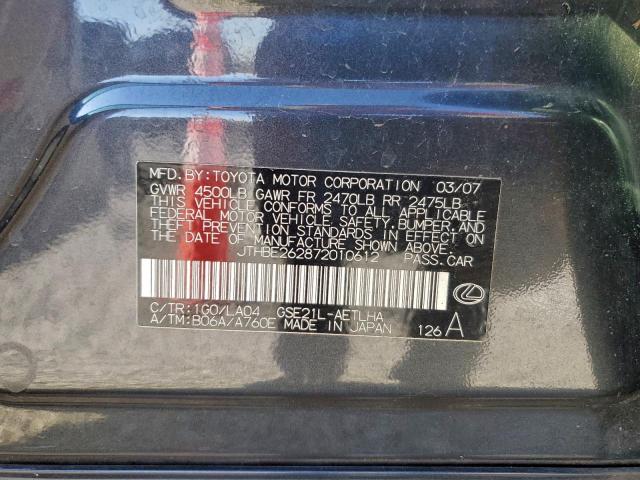 MFD. BY: TOYOTA MOTOR CORPORATION 03/07
GVWR 4500LB GAWR FR 2470LB RR 2475LB
THIS VEHICLE CONFORMS TO ALL APPLICABLE
FEDERAL MOTOR VEHICLE SAFETY, BUMPER, AND
THEFT PREVENTION STANDARDS IN EFFECT ON
THE DATE OF MANUFACTURE SHOWN ABOVE.
JTHBE262872010612 PASS.CAR
C/TR: 1G0/LA04 GSE21L-AETLHA
A/TM: B06A/A760E MADE IN JAPAN 126 A